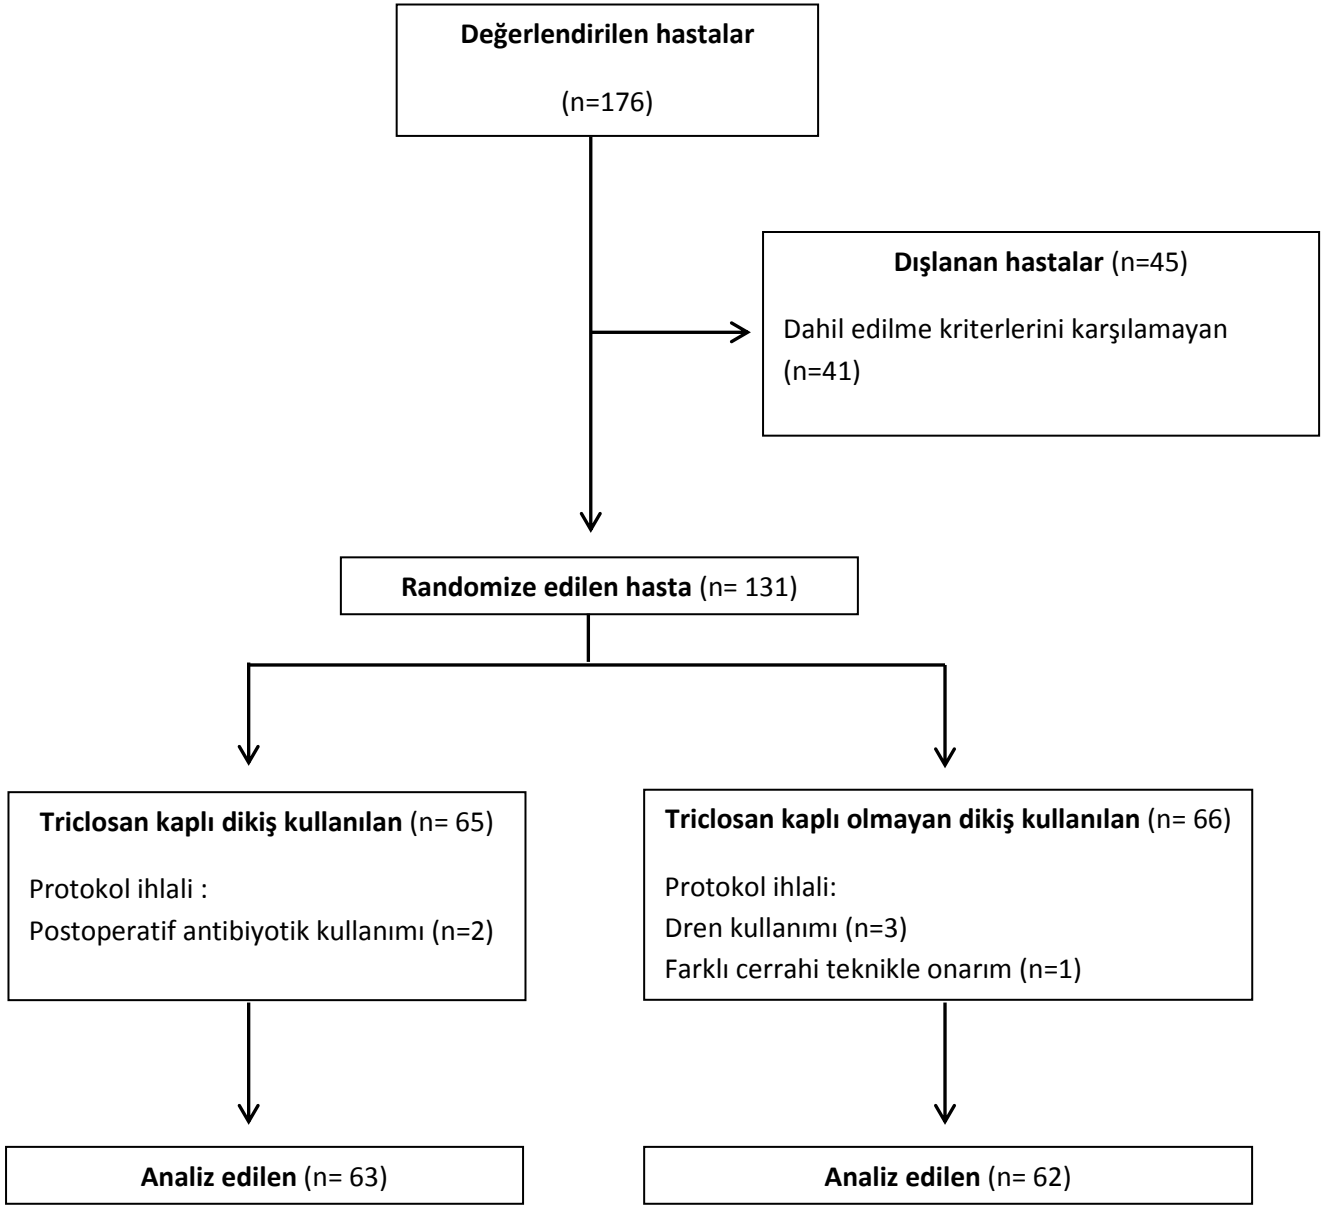 Değerlendirilen hastalar
(n=176)
Dışlanan hastalar (n=45)
Dahil edilme kriterlerini karşılamayan
(n=41)
Randomize edilen hasta (n= 131)
Triclosan kaplı dikiş kullanılan (n= 65)
Protokol ihlali :
Postoperatif antibiyotik kullanımı (n=2)
Triclosan kaplı olmayan dikiş kullanılan (n= 66)
Protokol ihlali:
Dren kullanımı (n=3)
Farklı cerrahi teknikle onarım (n=1)
Analiz edilen (n= 63)
Analiz edilen (n= 62)